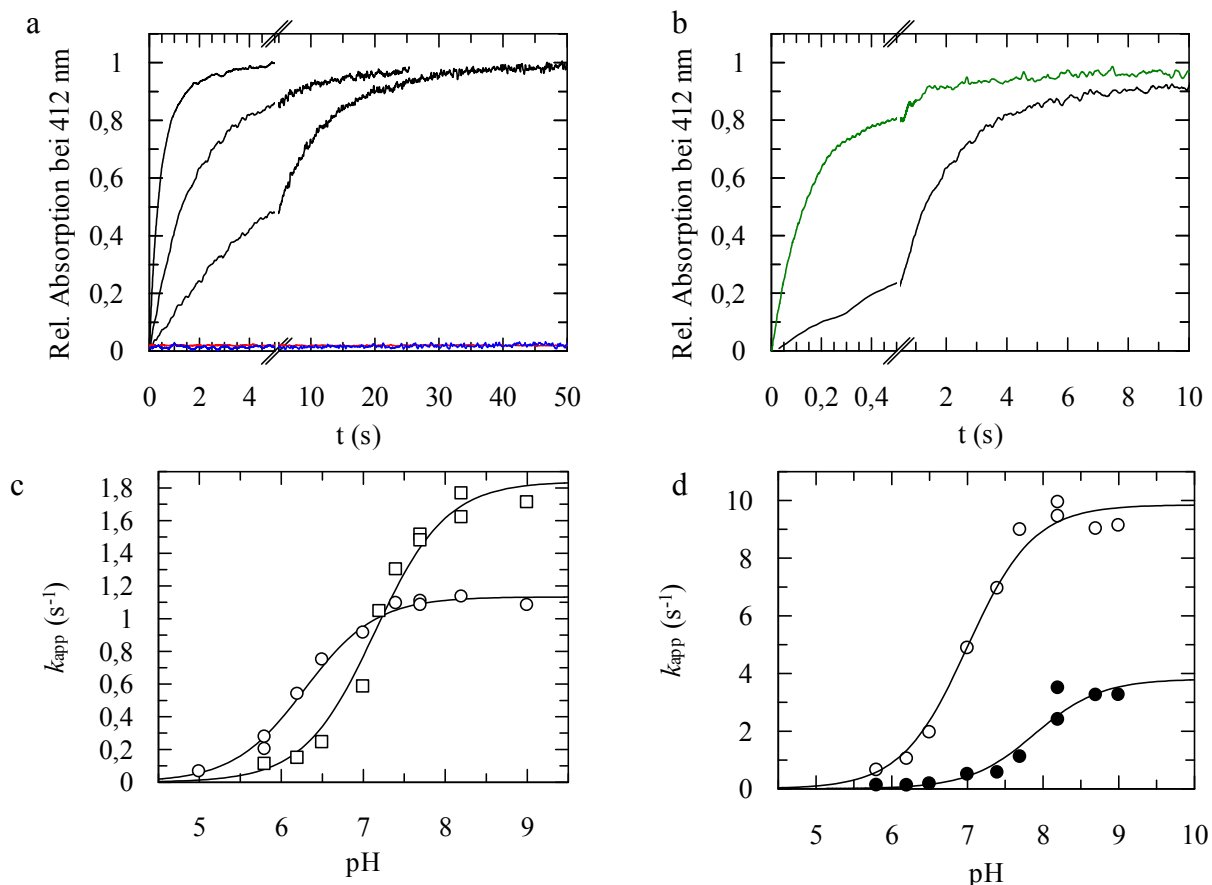 a
Rel. Absorption bei 412 nm
1
0,8
0,6
0,4
0,2
0
0 2 4 10 20 30 40 50
t (s)
b
Rel. Absorption bei 412 nm
1
0,8
0,6
0,4
0,2
0
0 0,2 0,4 2 4 6 8 10
t (s)
c
kapp (s-1)
1,8
1,6
1,4
1,2
1
0,8
0,6
0,4
0,2
0
5 6 7 8 9
pH
d
kapp (s-1)
10
8
6
4
2
0
5 6 7 8 9 10
pH